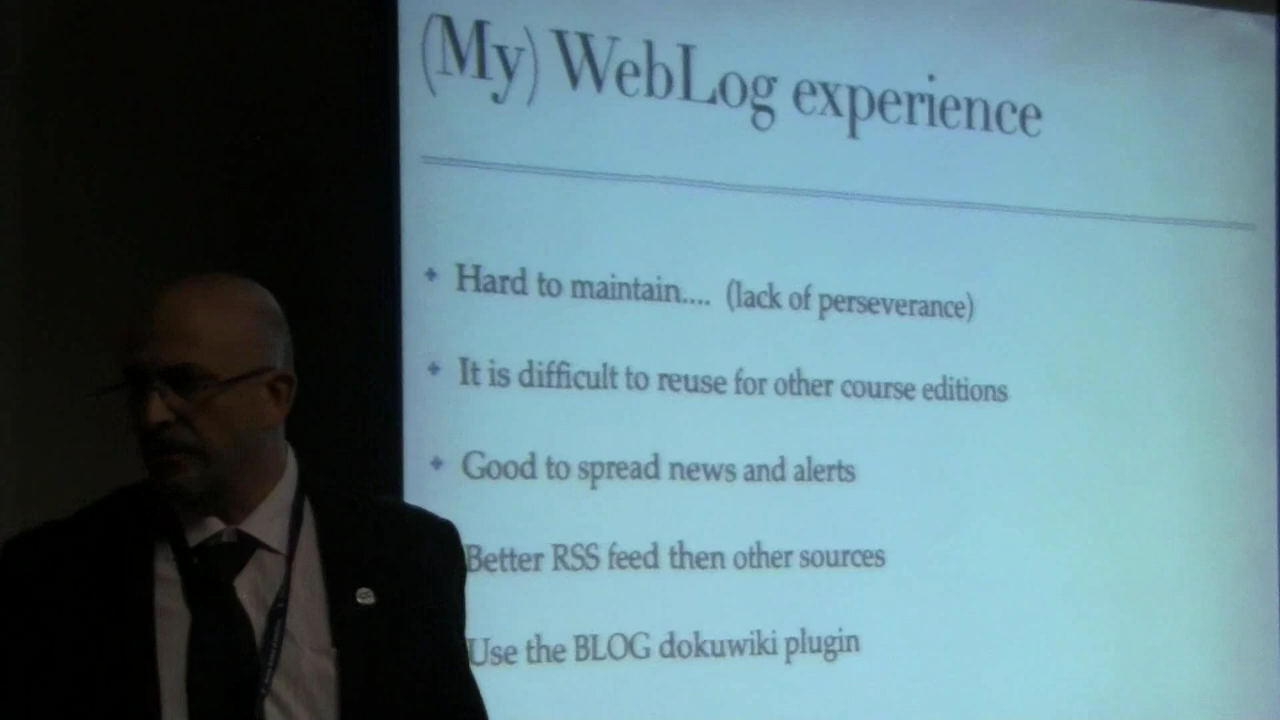 (My) WebLog experience
Hard to maintain.... (lack of perseverance)
It is difficult to reuse for other course editions
Good to spread news and alerts
Better RSS feed then other sources
Use the BLOG dokuwiki plugin